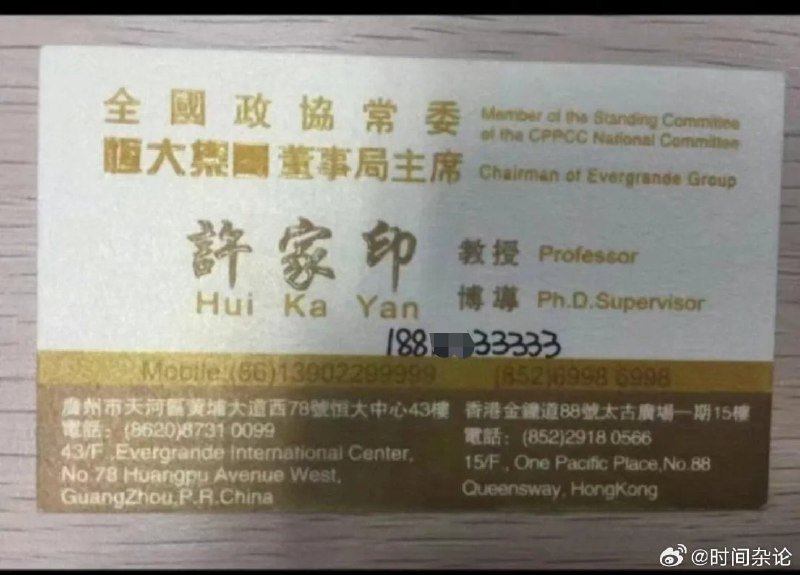 全國政協常委 Member of the Standing Committee of the CPPCC National Committee
恒大集團 董事局主席 Chairman of Evergrande Group
許家印 教授 Professor
Hui Ka Yan 博導 Ph.D.Supervisor
188 33333
Mobile:(86)13902299999 (852)6998 6998
廣州市天河區黃埔大道西78號恒大中心43樓
電話：(8620)8731 0099
43/F., Evergrande International Center,
No.78 Huangpu Avenue West,
GuangZhou,P.R.China
香港金鐘道88號太古廣場一期15樓
電話：(852)2918 0566
15/F., One Pacific Place,No.88
Queensway, HongKong
@时间杂论